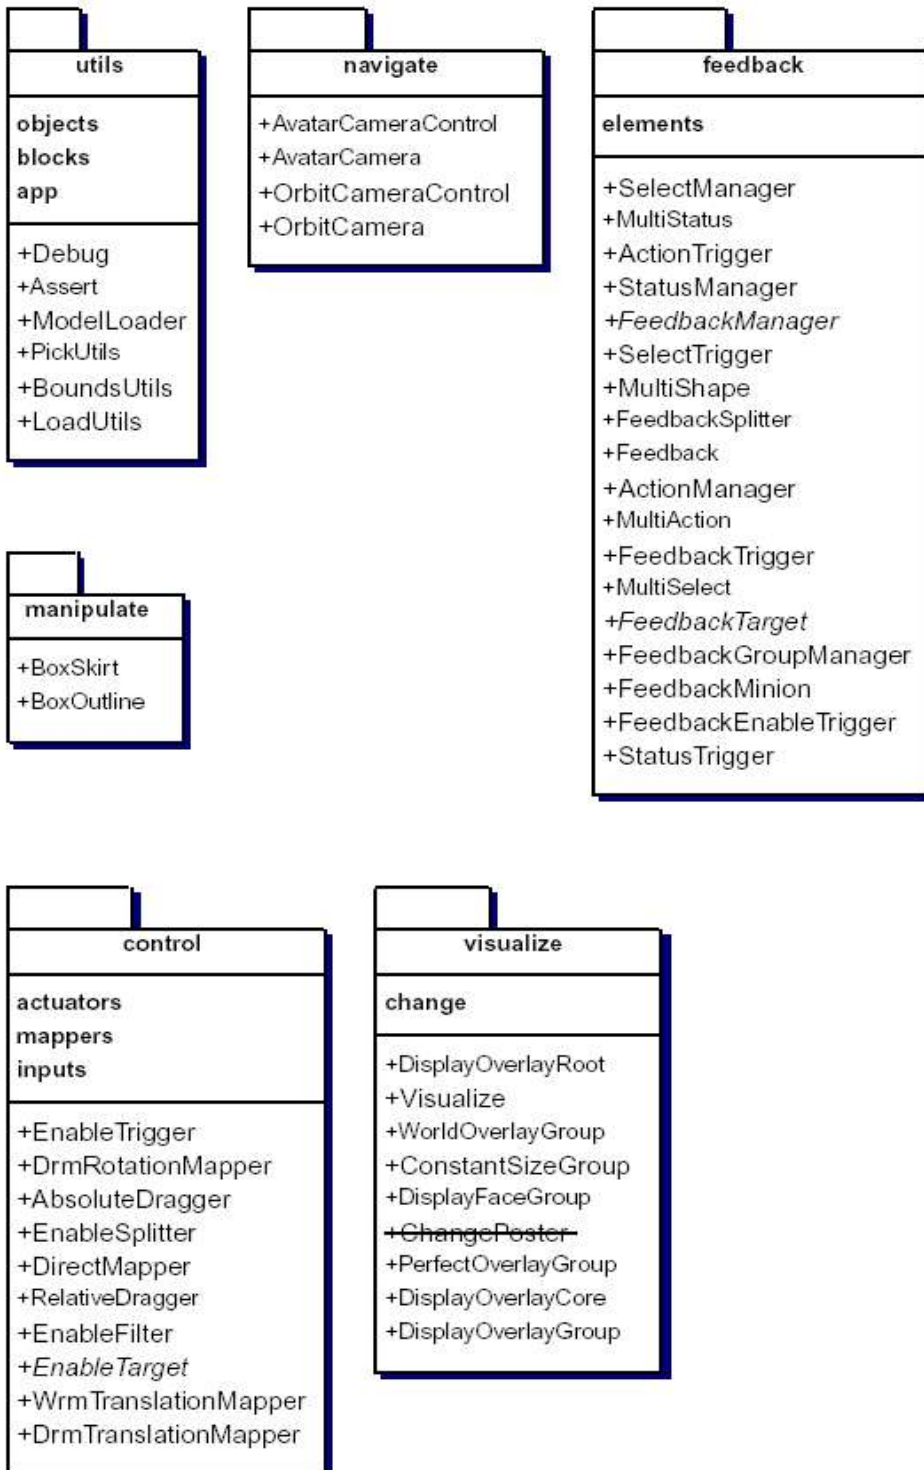 utils
objects
blocks
app
+Debug
+Assert
+ModelLoader
+PickUtils
+BoundsUtils
+LoadUtils
navigate
+AvatarCameraControl
+AvatarCamera
+OrbitCameraControl
+OrbitCamera
feedback
elements
+SelectManager
+MultiStatus
+ActionTrigger
+StatusManager
+FeedbackManager
+SelectTrigger
+MultiShape
+FeedbackSplitter
+Feedback
+ActionManager
+MultiAction
+FeedbackTrigger
+MultiSelect
+FeedbackTarget
+FeedbackGroupManager
+FeedbackMinion
+FeedbackEnableTrigger
+StatusTrigger
manipulate
+BoxSkirt
+BoxOutline
control
actuators
mappers
inputs
+EnableTrigger
+DrmRotationMapper
+AbsoluteDragger
+EnableSplitter
+DirectMapper
+RelativeDragger
+EnableFilter
+EnableTarget
+WrmTranslationMapper
+DrmTranslationMapper
visualize
change
+DisplayOverlayRoot
+Visualize
+WorldOverlayGroup
+ConstantSizeGroup
+DisplayFaceGroup
+ChangePoster
+PerfectOverlayGroup
+DisplayOverlayCore
+DisplayOverlayGroup